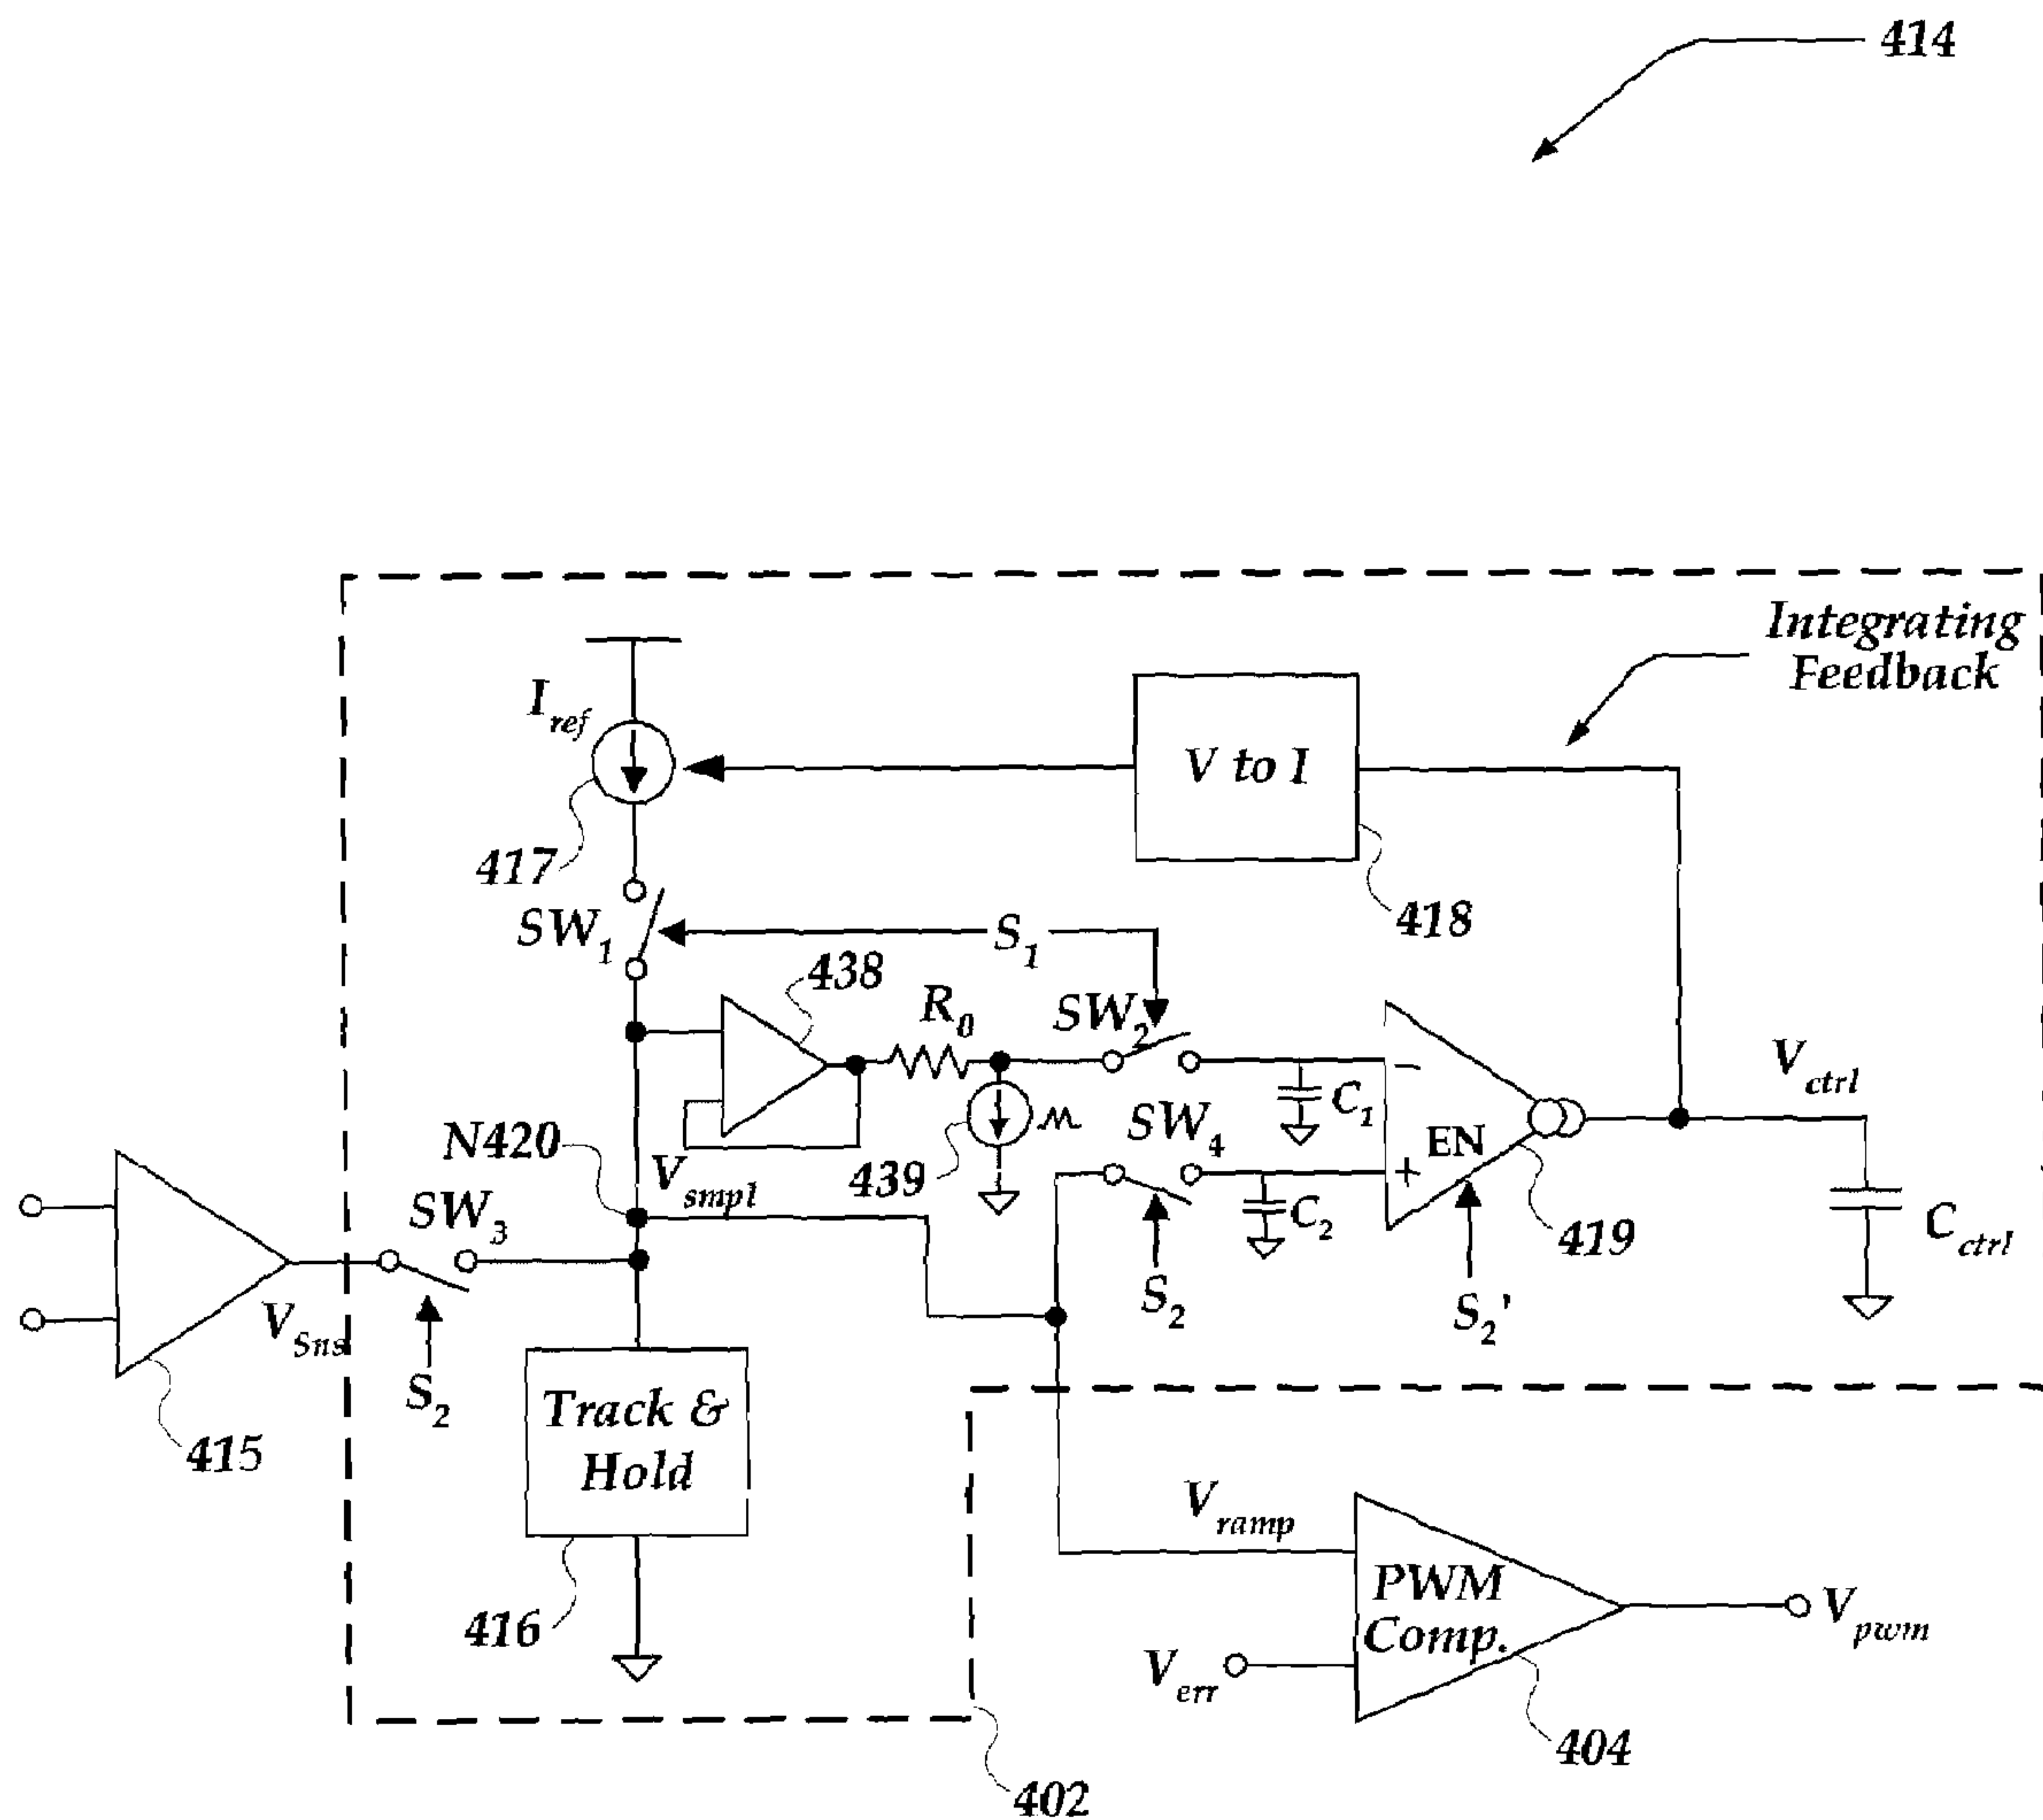 414
Integrating
Feedback
I_ref
V to I
417
418
SW_1
S_1
438
R_0
SW_2
V_ctrl
−
C_1
SW_4
EN
N420
V_smpl
439
+
SW_3
C_2
419
C_ctrl
S_2
S_2'
V_Sns
S_2
Track &
Hold
415
V_ramp
PWM
Comp.
V_pwm
416
V_err
404
402